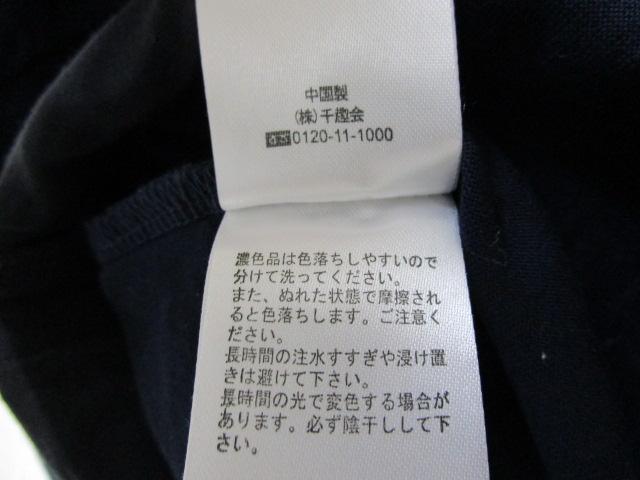 中国製
(株)千趣会
0120-11-1000
濃色品は色落ちしやすいので
分けて洗ってください。
また、ぬれた状態で摩擦され
ると色落ちします。ご注意く
ださい。
長時間の注水すすぎや浸け置
きは避けて下さい。
長時間の光で変色する場合が
あります。必ず陰干しして下
さい。